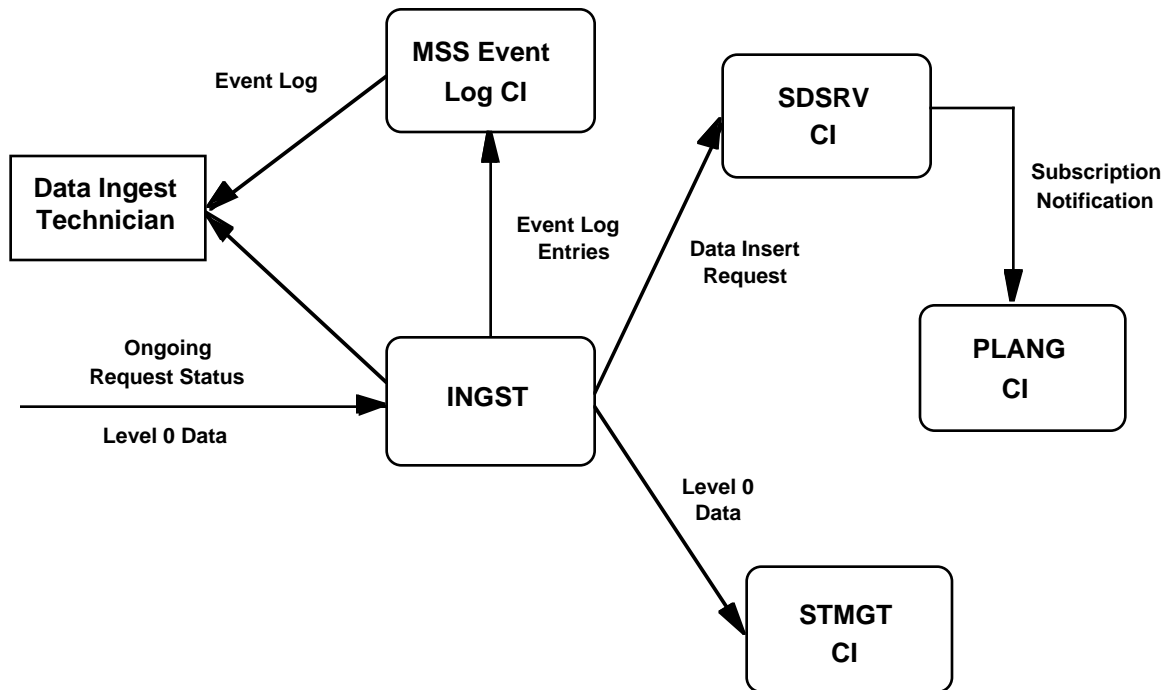 MSS Event
Log CI
Event Log
SDSRV
CI
Data Ingest
Technician
Subscription
Notification
Event Log
Entries
Data Insert
Request
Ongoing
Request Status
INGST
PLANG
CI
Level 0 Data
Level 0
Data
STMGT
CI